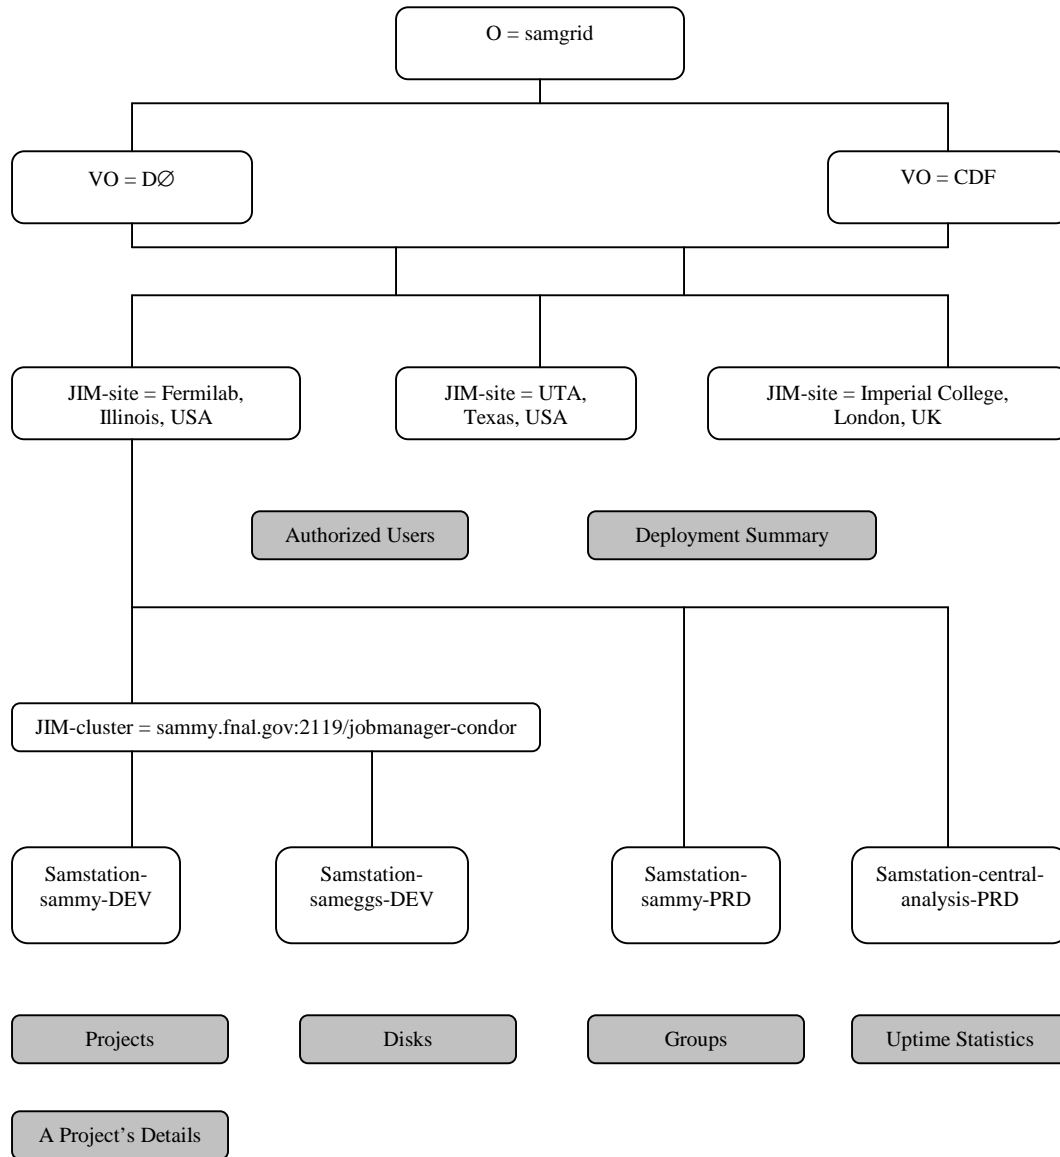 O = samgrid
VO = D∅
VO = CDF
JIM-site = Fermilab,
Illinois, USA
JIM-site = UTA,
Texas, USA
JIM-site = Imperial College,
London, UK
Authorized Users
Deployment Summary
JIM-cluster = sammy.fnal.gov:2119/jobmanager-condor
Samstation-
sammy-DEV
Samstation-
sameggs-DEV
Samstation-
sammy-PRD
Samstation-central-
analysis-PRD
Projects
Disks
Groups
Uptime Statistics
A Project’s Details